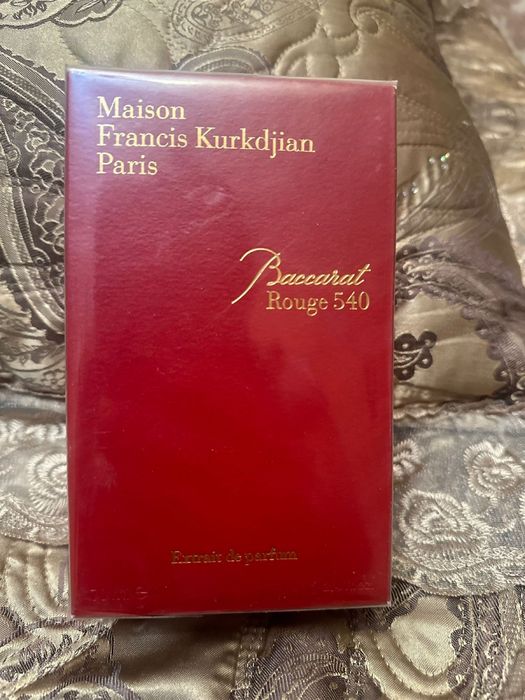 Maison
Francis Kurkdjian
Paris
Baccarat
Rouge 540
Extrait de parfum